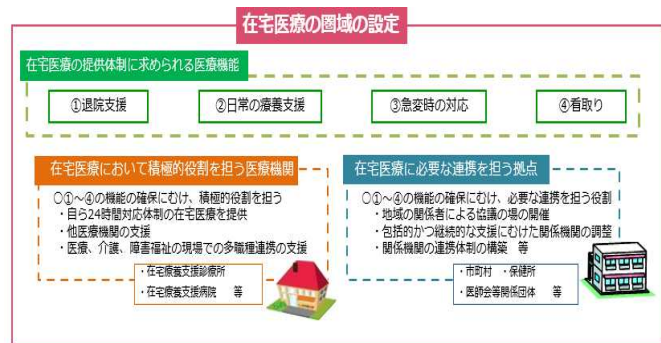 在宅医療の圏域の設定
在宅医療の提供体制に求められる医療機能
①退院支援
②日常の療養支援
③急変時の対応
④看取り
在宅医療において積極的役割を担う医療機関
○①～④の機能の確保にむけ、積極的役割を担う
・自ら24時間対応体制の在宅医療を提供
・他医療機関の支援
・医療、介護、障害福祉の現場での多職種連携の支援
・在宅療養支援診療所
・在宅療養支援病院　等
在宅医療に必要な連携を担う拠点
○①～④の機能の確保にむけ、必要な連携を担う役割
・地域の関係者による協議の場の開催
・包括的かつ継続的な支援にむけた関係機関の調整
・関係機関の連携体制の構築　等
・市町村　・保健所
・医師会等関係団体　等